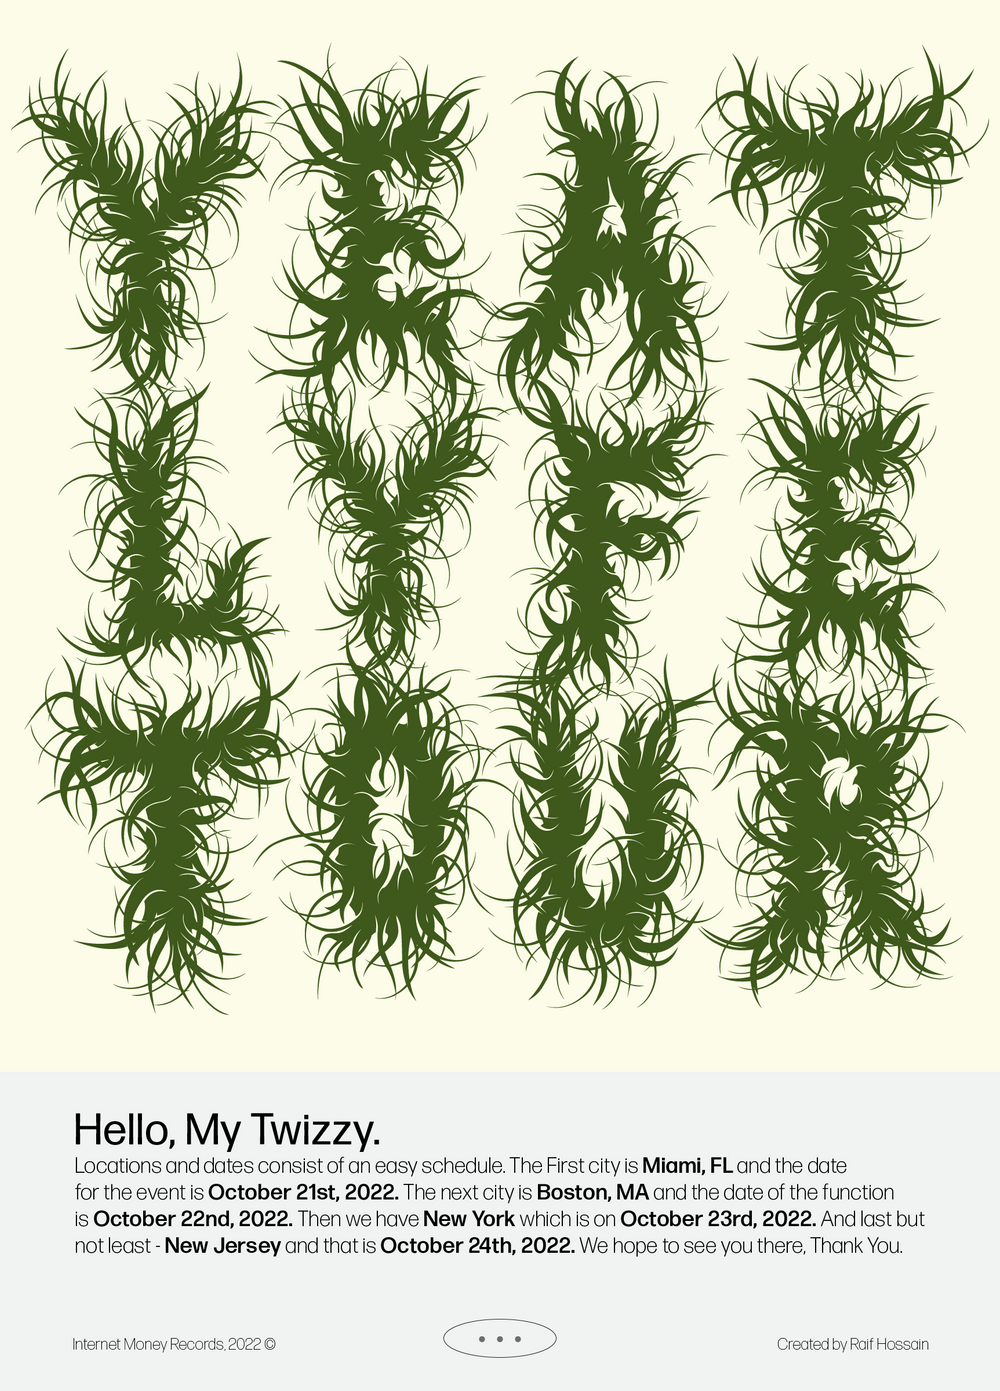 YEAT
LYFE
TOUR
Hello, My Twizzy.
Locations and dates consist of an easy schedule. The First city is Miami, FL and the date
for the event is October 21st, 2022. The next city is Boston, MA and the date of the function
is October 22nd, 2022. Then we have New York which is on October 23rd, 2022. And last but
not least - New Jersey and that is October 24th, 2022. We hope to see you there, Thank You.
Internet Money Records, 2022 ©
Created by Raif Hossain